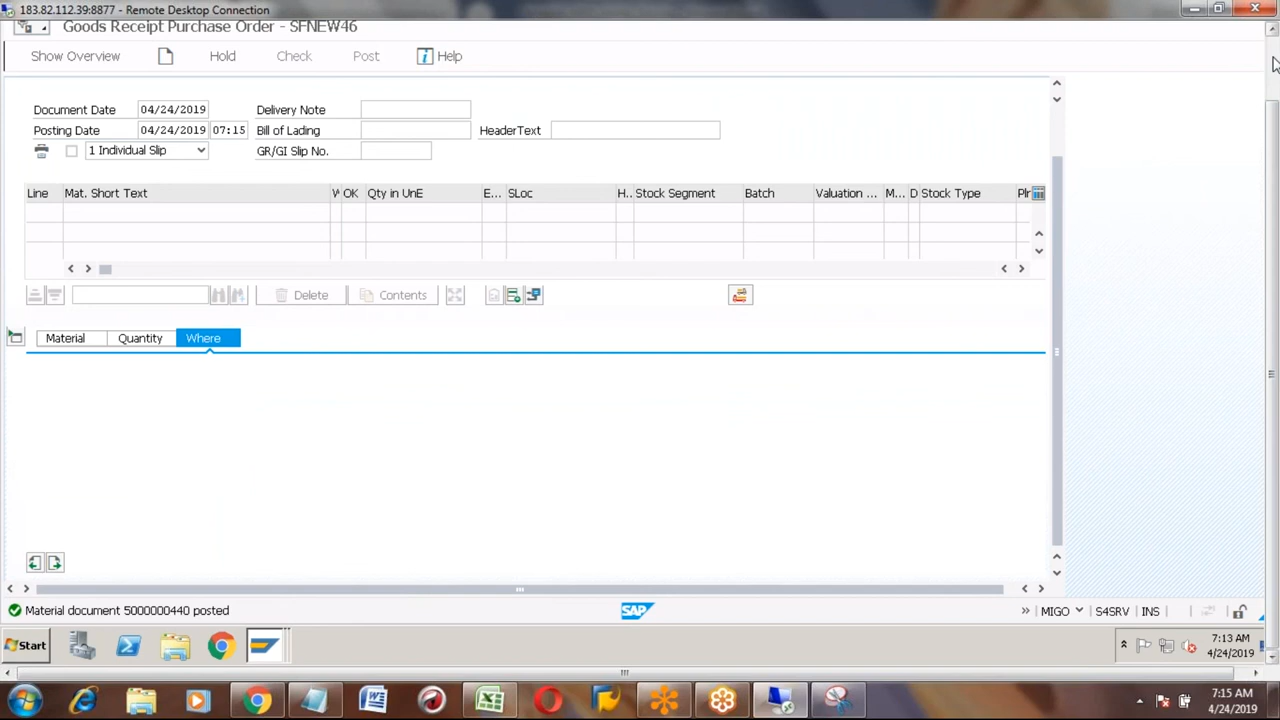 183.82.112.39:8877 - Remote Desktop Connection
Goods Receipt Purchase Order - SFNEW46
Show Overview Hold Check Post Help
Document Date 04/24/2019 Delivery Note
Posting Date 04/24/2019 07:15 Bill of Lading HeaderText
1 Individual Slip GR/GI Slip No.
Line Mat. Short Text OK Qty in UnE E... SLoc H.. Stock Segment Batch Valuation ... M... D Stock Type
Delete Contents
Material Quantity Where
Material document 5000000440 posted SAP MIGO S4SRV INS
Start 7:13 AM
4/24/2019
7:15 AM
4/24/2019